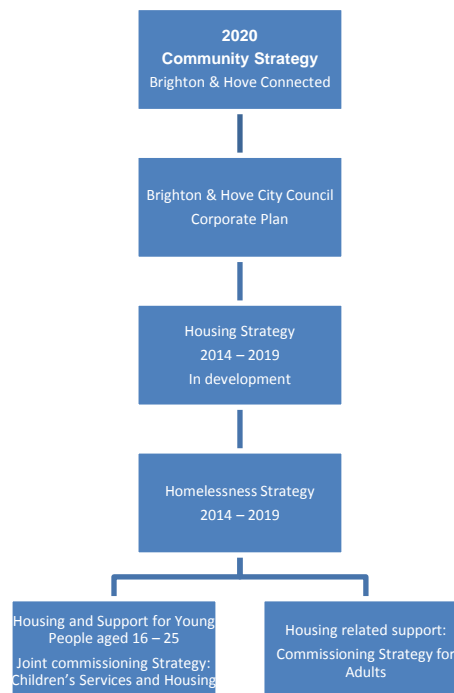 2020
Community Strategy
Brighton & Hove Connected
Brighton & Hove City Council
Corporate Plan
Housing Strategy
2014 – 2019
In development
Homelessness Strategy
2014 – 2019
Housing and Support for Young
People aged 16 – 25
Joint commissioning Strategy:
Children’s Services and Housing
Housing related support:
Commissioning Strategy for
Adults